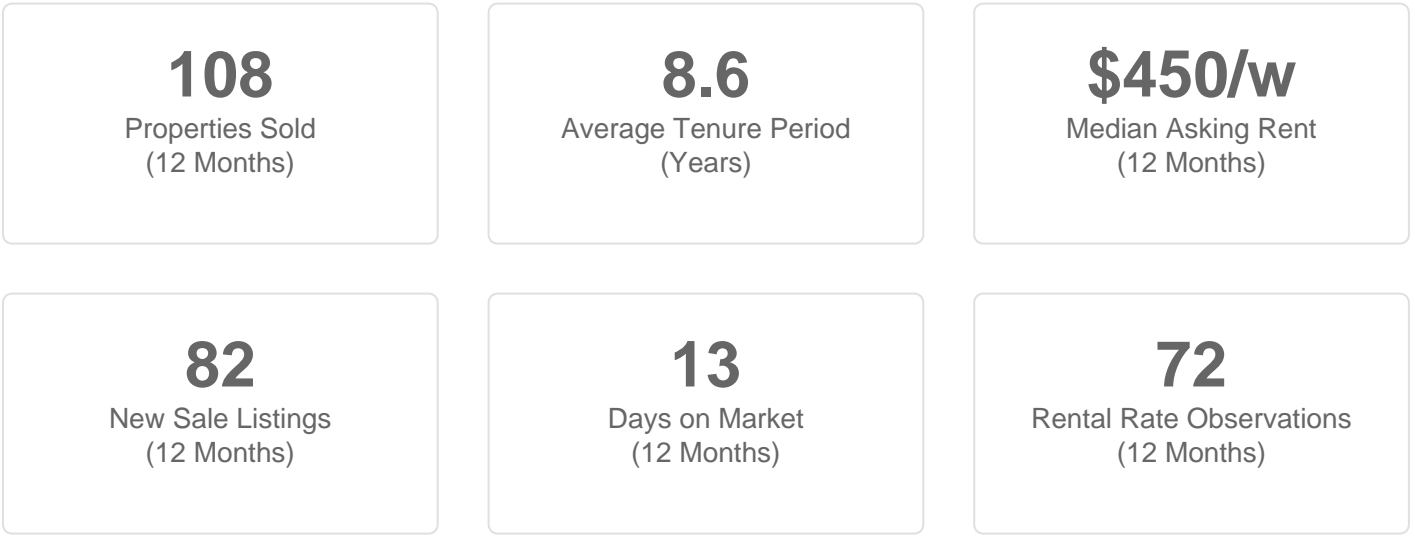 108
Properties Sold
(12 Months)
8.6
Average Tenure Period
(Years)
$450/w
Median Asking Rent
(12 Months)
82
New Sale Listings
(12 Months)
13
Days on Market
(12 Months)
72
Rental Rate Observations
(12 Months)